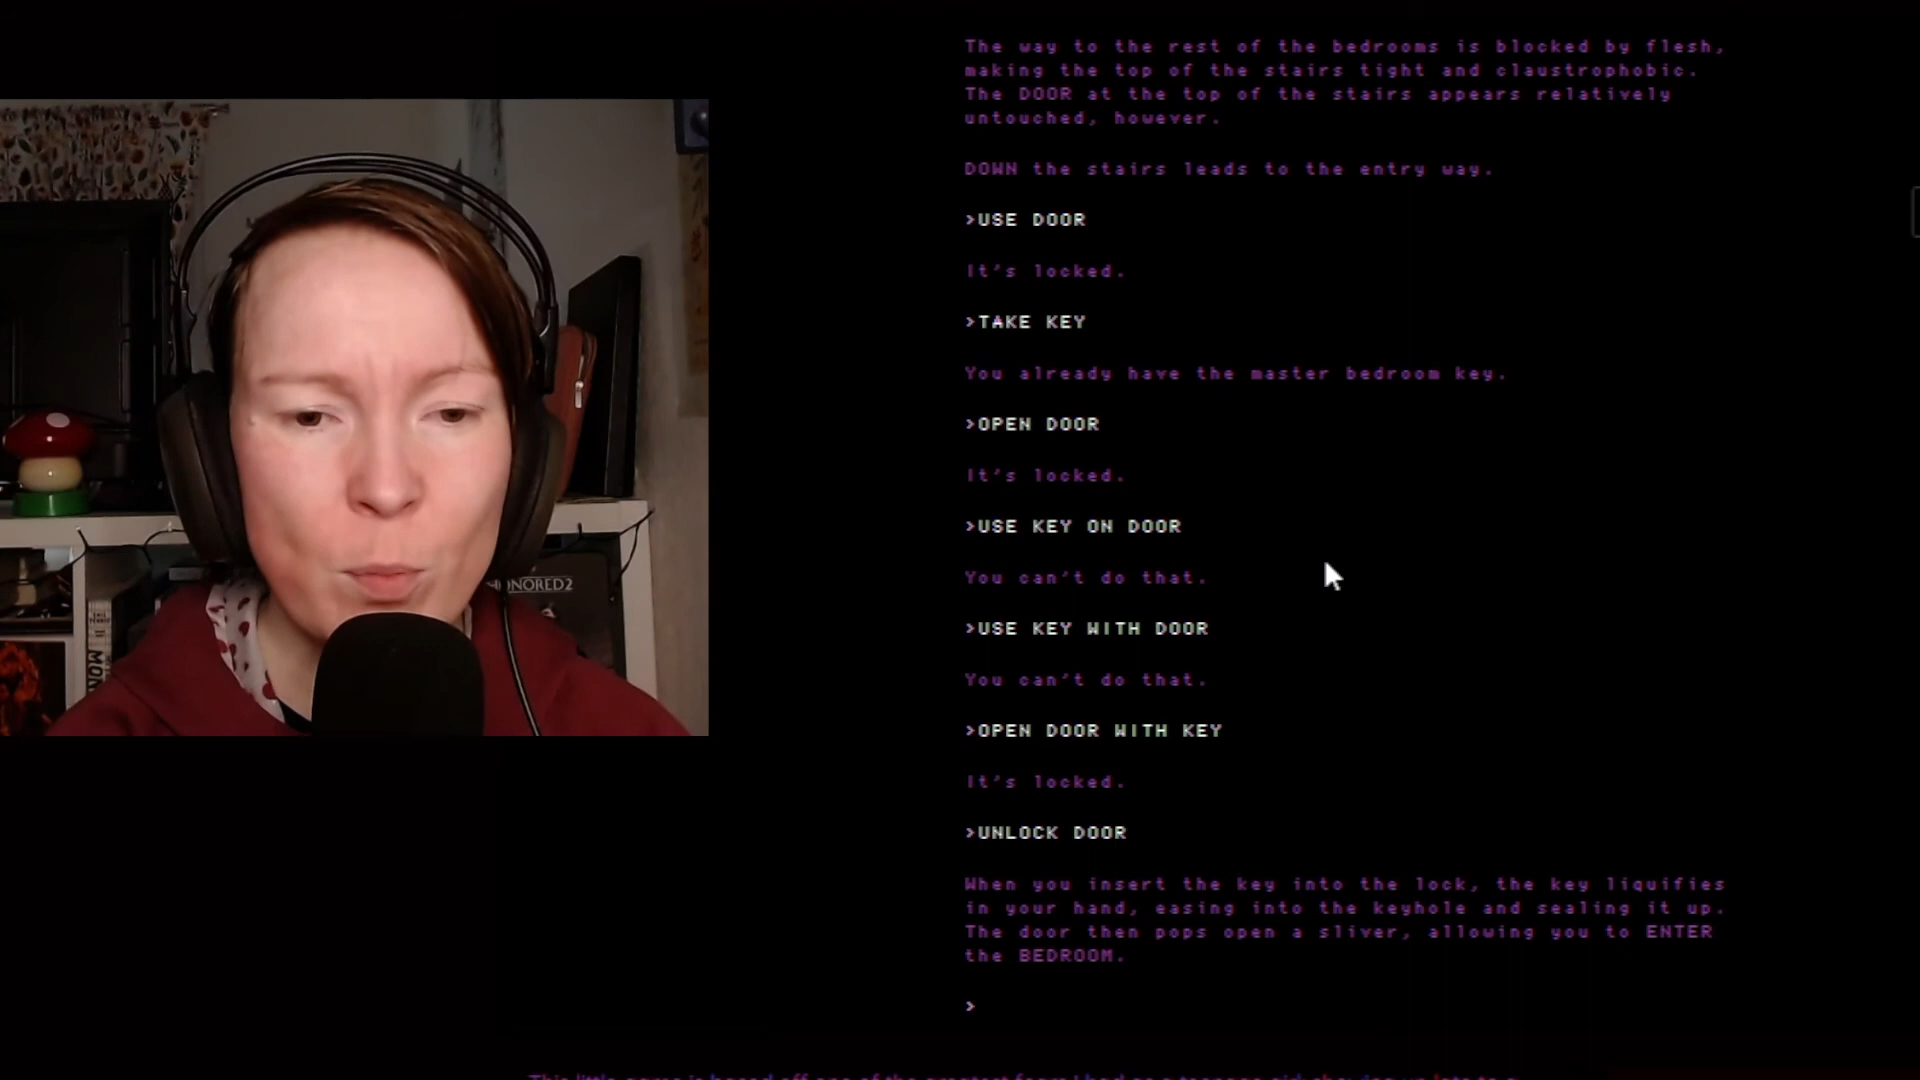 The way to the rest of the bedrooms is blocked by flesh,
making the top of the stairs tight and claustrophobic.
The DOOR at the top of the stairs appears relatively
untouched, however.
DOWN the stairs leads to the entry way.
>USE DOOR
It's locked.
>TAKE KEY
You already have the master bedroom key.
>OPEN DOOR
It's locked.
>USE KEY ON DOOR
You can't do that.
>USE KEY WITH DOOR
You can't do that.
>OPEN DOOR WITH KEY
It's locked.
>UNLOCK DOOR
When you insert the key into the lock, the key liquifies
in your hand, easing into the keyhole and sealing it up.
The door then pops open a sliver, allowing you to ENTER
the BEDROOM.
>
ONORED2
MON